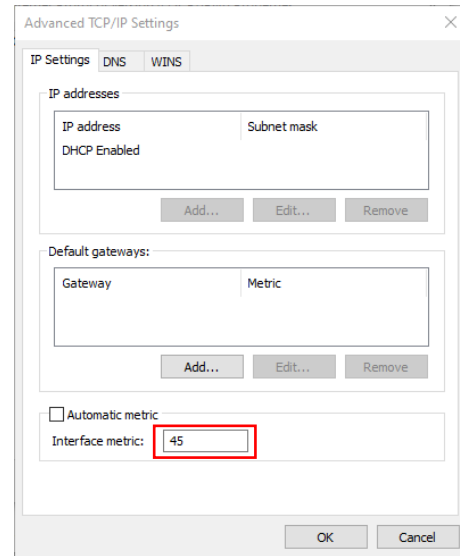 Advanced TCP/IP Settings
IP Settings DNS WINS
IP addresses
IP address Subnet mask
DHCP Enabled
Add... Edit... Remove
Default gateways:
Gateway Metric
Add... Edit... Remove
Automatic metric
Interface metric: 45
OK Cancel